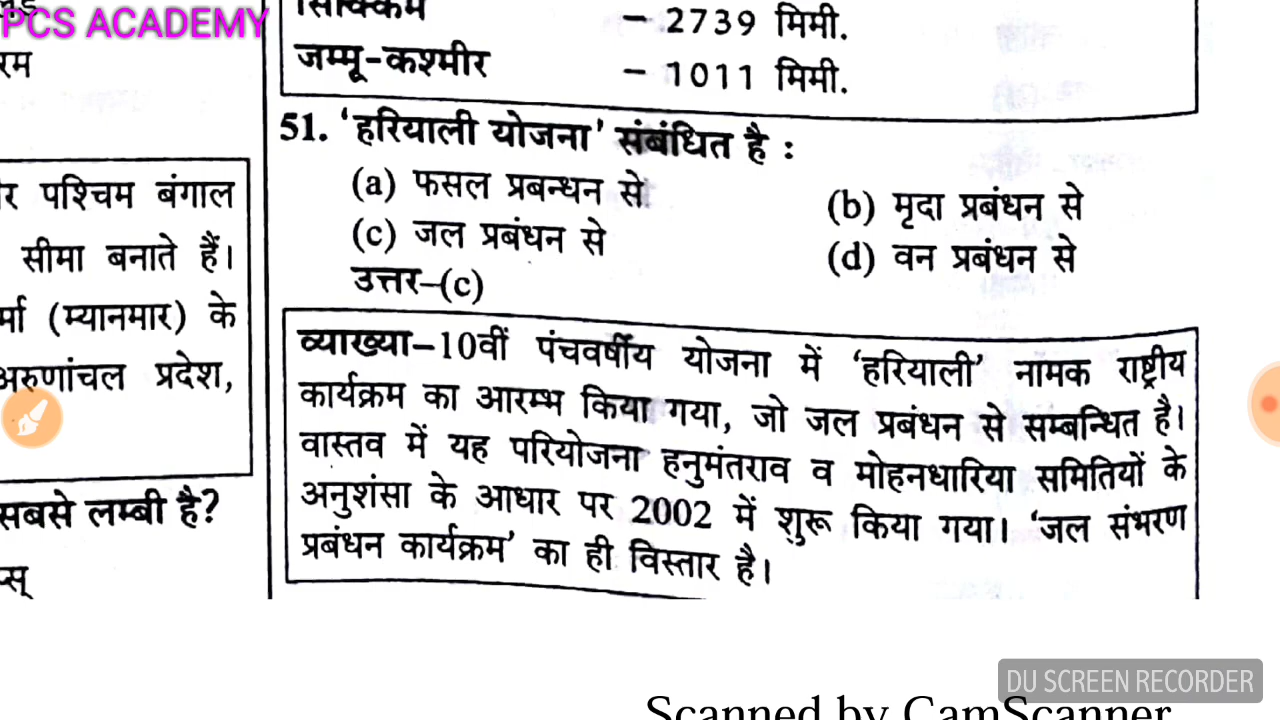 PCS ACADEMY
रम
र पश्चिम बंगाल
सीमा बनाते हैं।
र्मा (म्यानमार) के
अरुणांचल प्रदेश,
सबसे लम्बी है?
स्
सिक्किम – 2739 मिमी.
जम्मू-कश्मीर – 1011 मिमी.
51. 'हरियाली योजना' संबंधित है :
(a) फसल प्रबन्धन से (b) मृदा प्रबंधन से
(c) जल प्रबंधन से (d) वन प्रबंधन से
उत्तर–(c)
व्याख्या–10वीं पंचवर्षीय योजना में 'हरियाली' नामक राष्ट्रीय
कार्यक्रम का आरम्भ किया गया, जो जल प्रबंधन से सम्बन्धित है।
वास्तव में यह परियोजना हनुमंतराव व मोहनधारिया समितियों के
अनुशंसा के आधार पर 2002 में शुरू किया गया। 'जल संभरण
प्रबंधन कार्यक्रम' का ही विस्तार है।
DU SCREEN RECORDER
Scanned by CamScanner